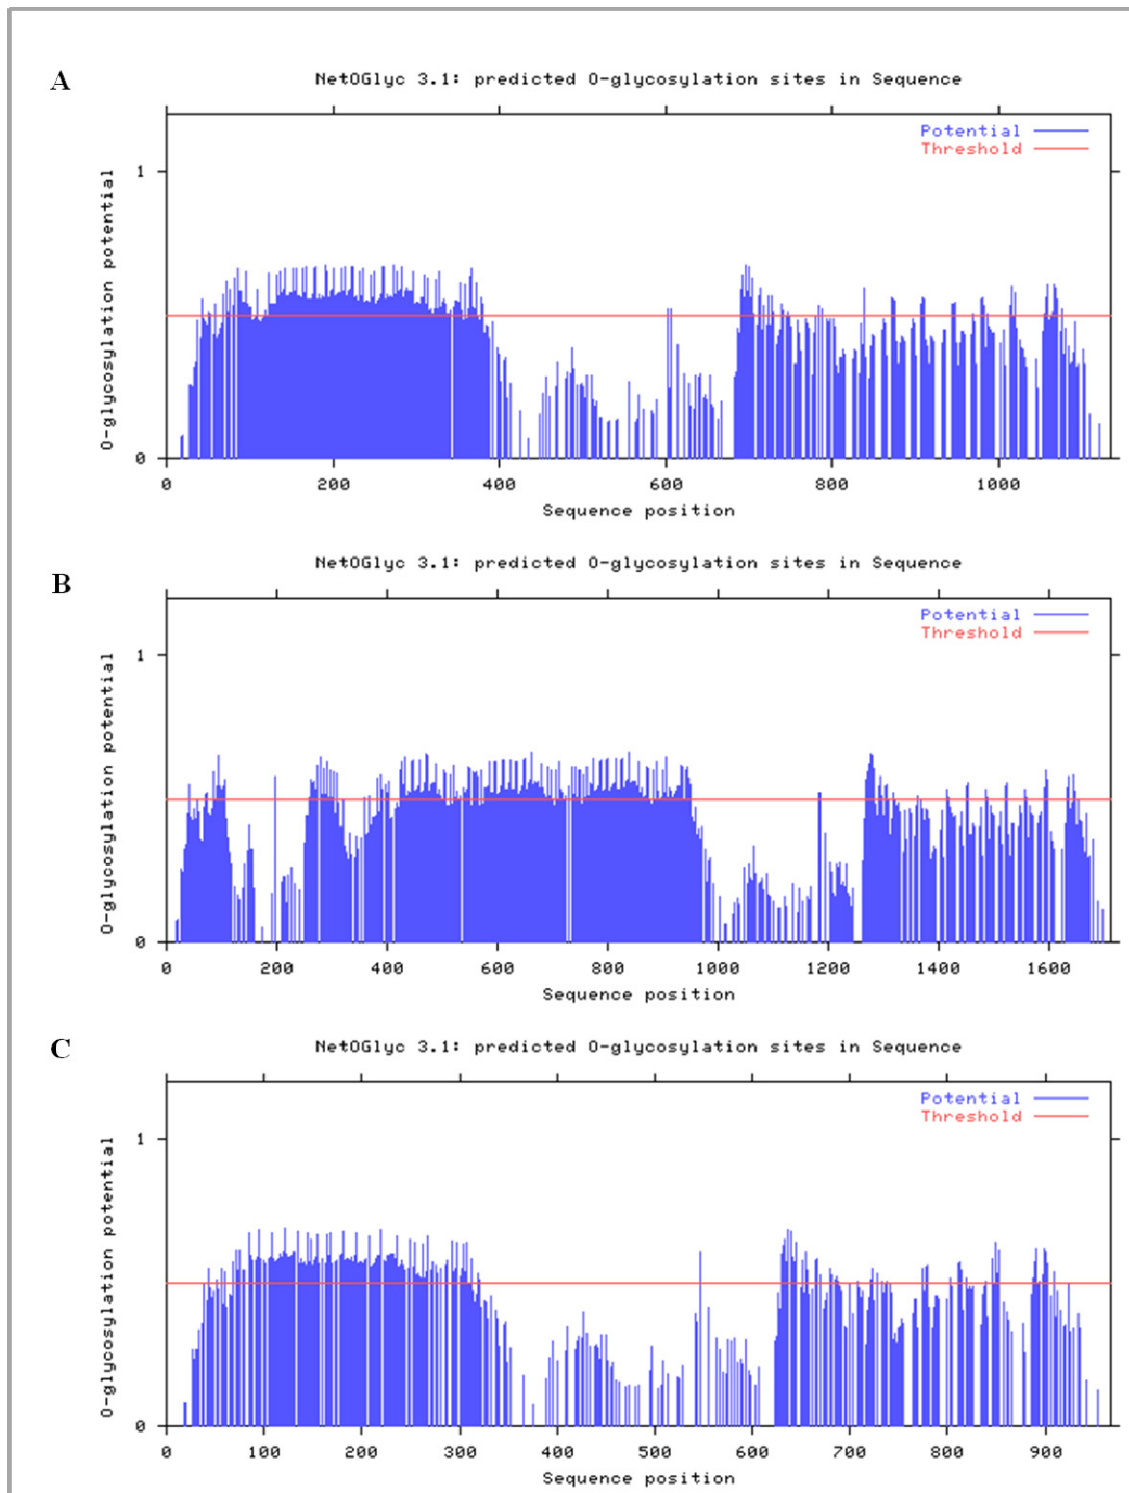 A
NetOGlyc 3.1: predicted O-glycosylation sites in Sequence
Potential
Threshold
1
0
O-glycosylation potential
0 200 400 600 800 1000
Sequence position
B
NetOGlyc 3.1: predicted O-glycosylation sites in Sequence
Potential
Threshold
1
0
O-glycosylation potential
0 200 400 600 800 1000 1200 1400 1600
Sequence position
C
NetOGlyc 3.1: predicted O-glycosylation sites in Sequence
Potential
Threshold
1
0
O-glycosylation potential
0 100 200 300 400 500 600 700 800 900
Sequence position